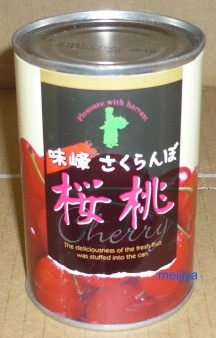 Pleasure with harvest
味峰 さくらんぼ
桜桃
Cherry
The deliciousness of the fresh fruit
was stuffed into the can.
meijiya